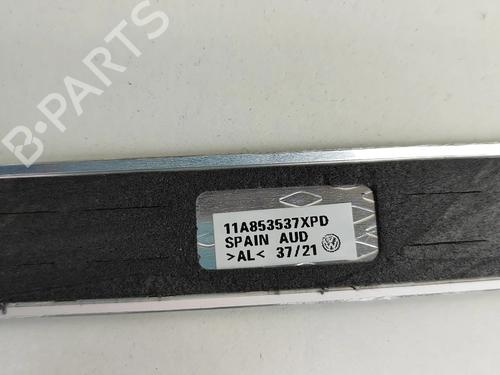 B-PARTS
11A853537XPD
SPAIN AUD
>AL< 37/21